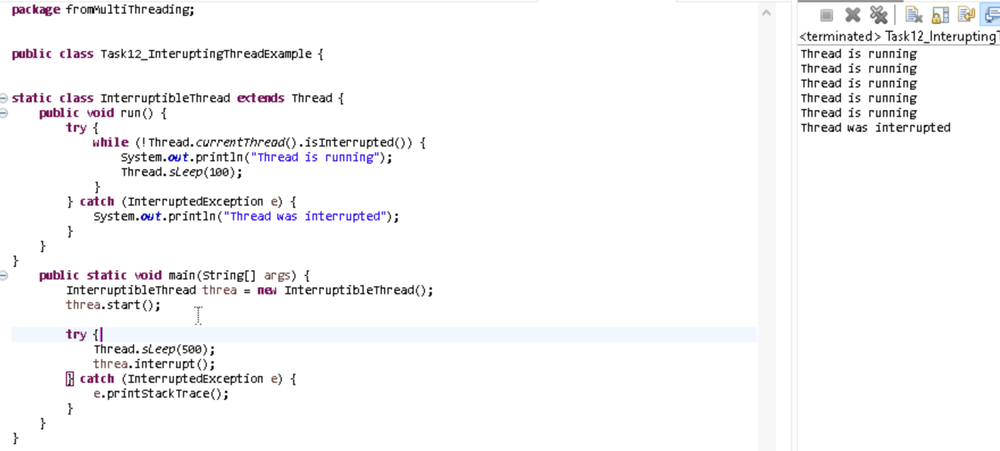 package fromMultiThreading;
public class Task12_InteruptingThreadExample {
static class InterruptibleThread extends Thread {
public void run() {
try {
while (!Thread.currentThread().isInterrupted()) {
System.out.println("Thread is running");
Thread.sleep(100);
}
} catch (InterruptedException e) {
System.out.println("Thread was interrupted");
}
}
}
public static void main(String[] args) {
InterruptibleThread threa = new InterruptibleThread();
threa.start();
try {
Thread.sleep(500);
threa.interrupt();
} catch (InterruptedException e) {
e.printStackTrace();
}
}
}
<terminated> Task12_InteruptingT
Thread is running
Thread is running
Thread is running
Thread is running
Thread is running
Thread was interrupted